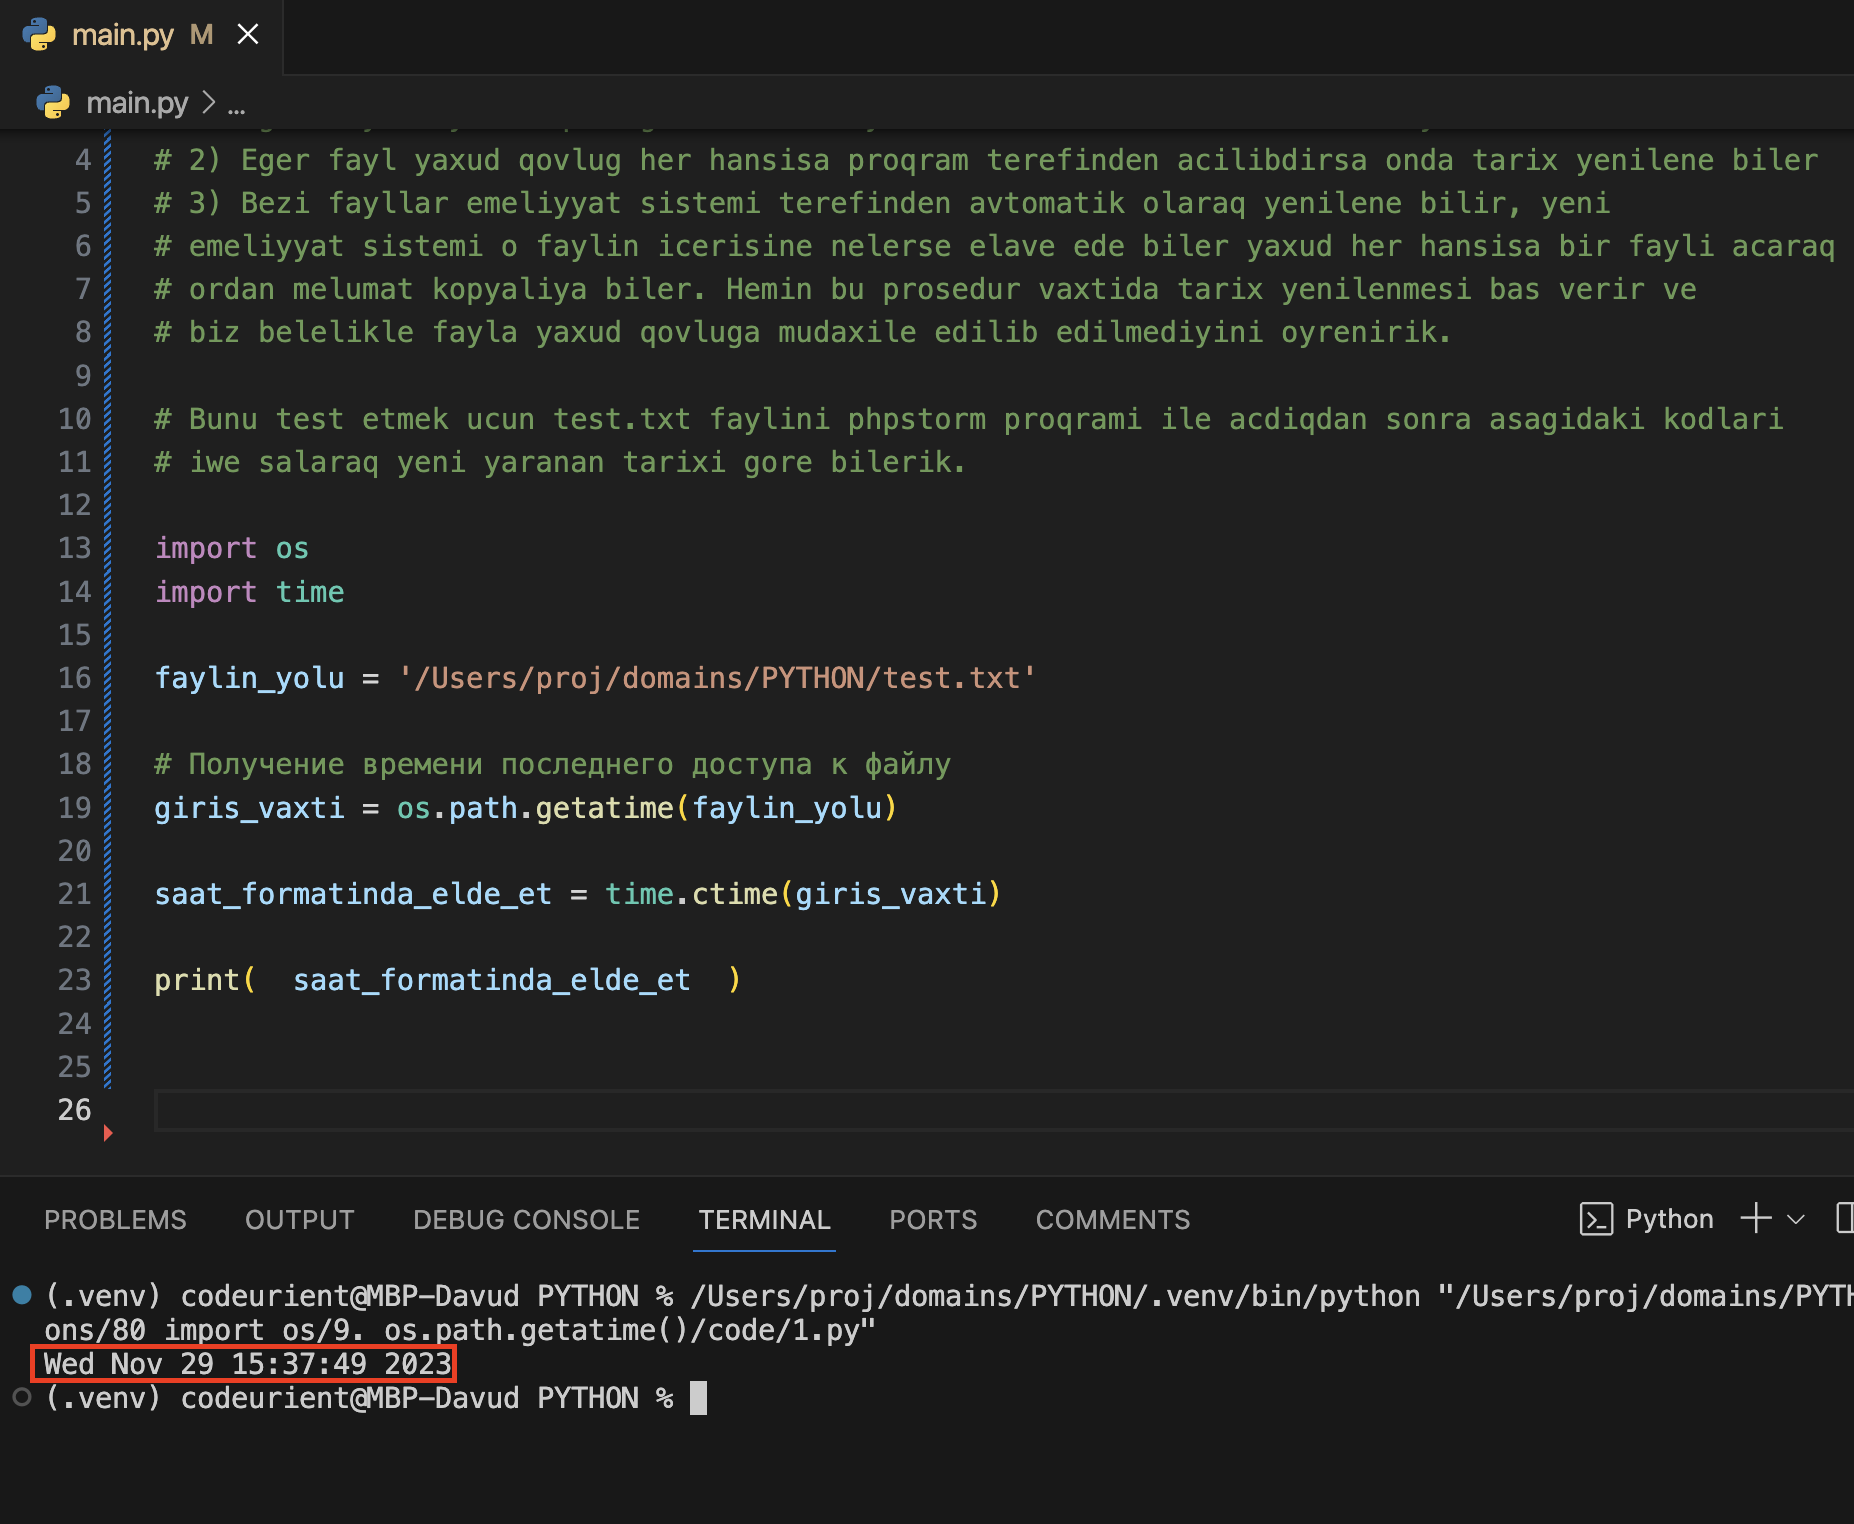 main.py M
main.py > ...
4 # 2) Eger fayl yaxud qovlug her hansisa proqram terefinden acilibdirsa onda tarix yenilene biler
5 # 3) Bezi fayllar emeliyyat sistemi terefinden avtomatik olaraq yenilene bilir, yeni
6 # emeliyyat sistemi o faylin icerisine nelerse elave ede biler yaxud her hansisa bir fayli acaraq
7 # ordan melumat kopyaliya biler. Hemin bu prosedur vaxtida tarix yenilenmesi bas verir ve
8 # biz belelikle fayla yaxud qovluga mudaxile edilib edilmediyini oyrenirik.
9
10 # Bunu test etmek ucun test.txt faylini phpstorm proqrami ile acdiqdan sonra asagidaki kodlari
11 # iwe salaraq yeni yaranan tarixi gore bilerik.
12
13 import os
14 import time
15
16 faylin_yolu = '/Users/proj/domains/PYTHON/test.txt'
17
18 # Получение времени последнего доступа к файлу
19 giris_vaxti = os.path.getatime(faylin_yolu)
20
21 saat_formatinda_elde_et = time.ctime(giris_vaxti)
22
23 print(  saat_formatinda_elde_et  )
24
25
26
PROBLEMS OUTPUT DEBUG CONSOLE TERMINAL PORTS COMMENTS Python
(.venv) codeurient@MBP-Davud PYTHON % /Users/proj/domains/PYTHON/.venv/bin/python "/Users/proj/domains/PYTH
ons/80 import os/9. os.path.getatime()/code/1.py"
Wed Nov 29 15:37:49 2023
(.venv) codeurient@MBP-Davud PYTHON %